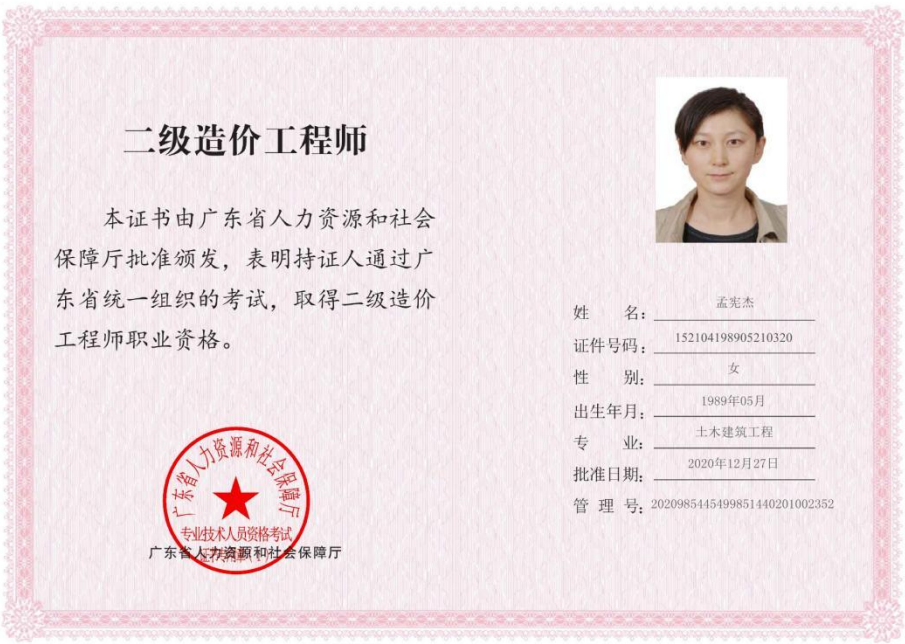 二级造价工程师
本证书由广东省人力资源和社会
保障厅批准颁发，表明持证人通过广
东省统一组织的考试，取得二级造价
工程师职业资格。
广东省人力资源和社会保障厅
专业技术人员资格考试
广东省人力资源和社会保障厅
姓 名：孟宪杰
证件号码：152104198905210320
性 别：女
出生年月：1989年05月
专 业：土木建筑工程
批准日期：2020年12月27日
管 理 号：20209854454998514402010​02352